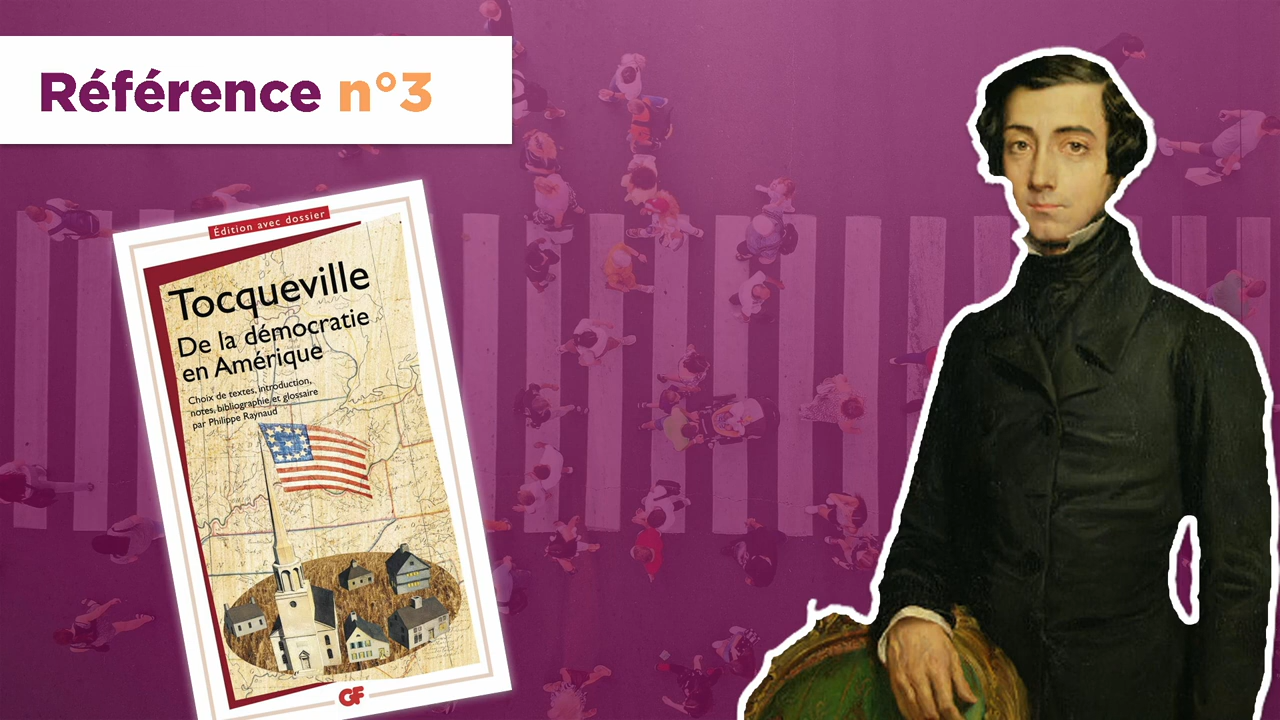 Référence n°3
Édition avec dossier
Tocqueville
De la démocratie
en Amérique
Choix de textes, introduction,
notes, bibliographie et glossaire
par Philippe Raynaud
GF